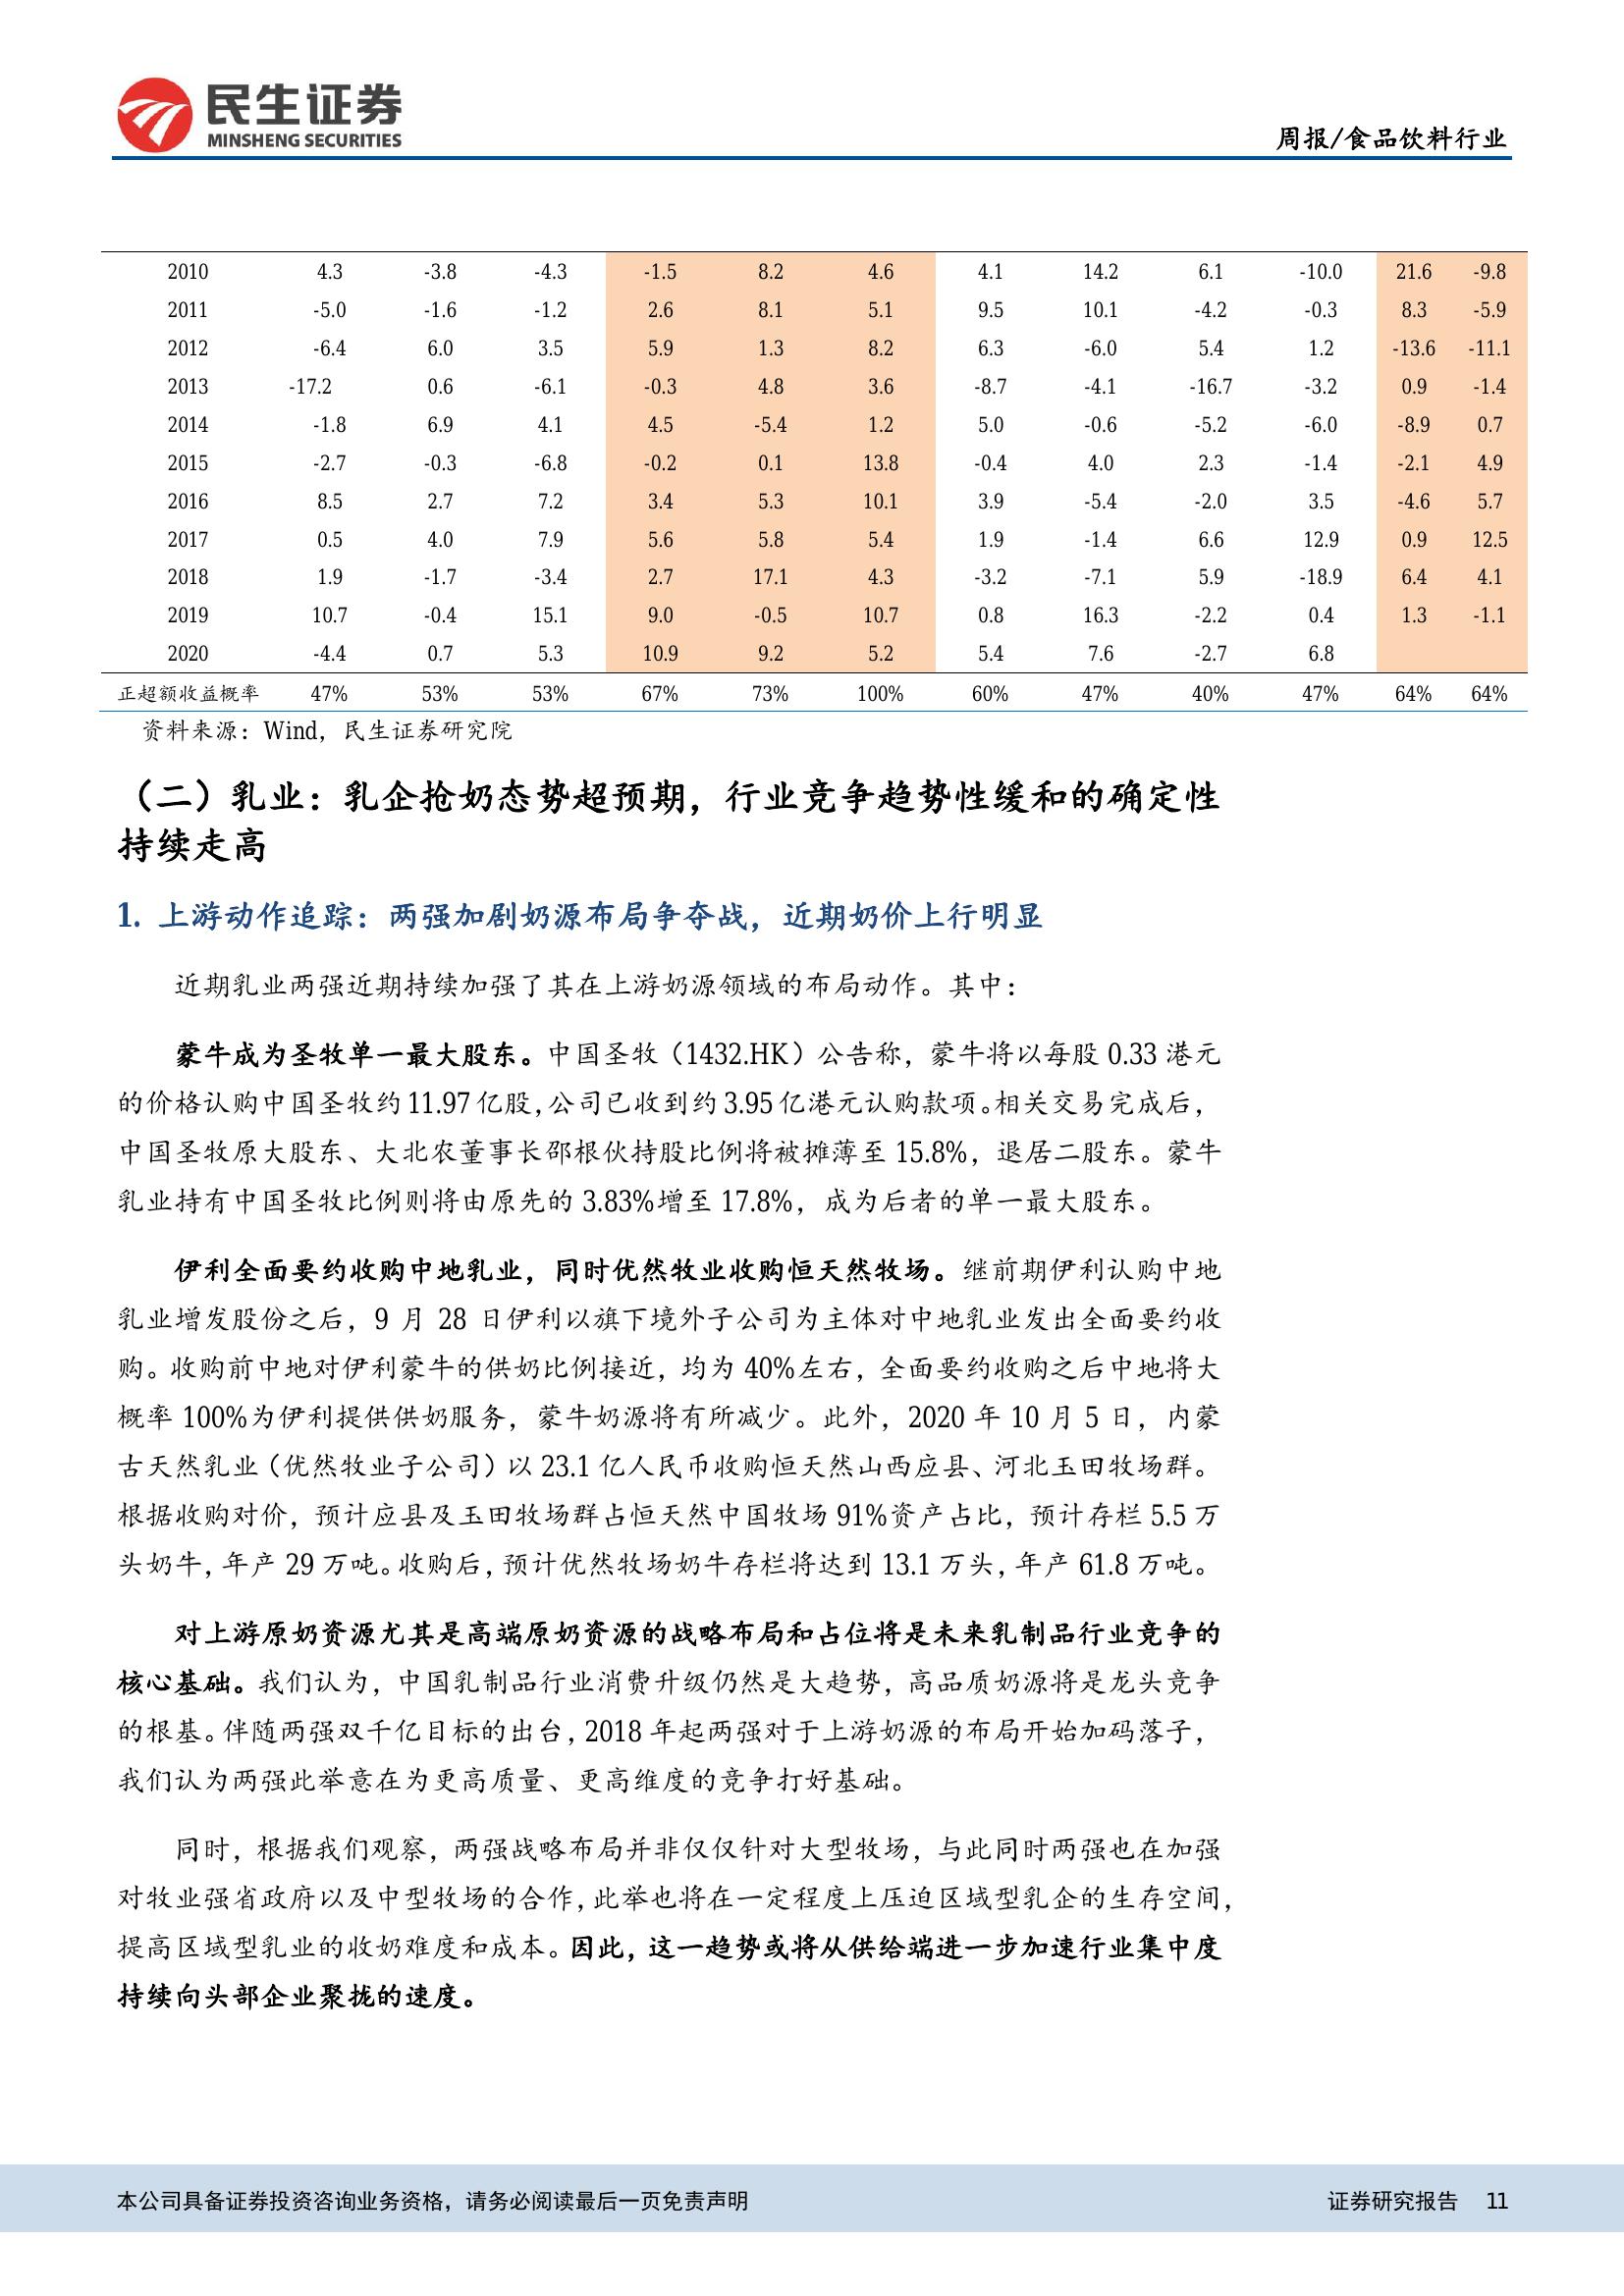 民生证券
MINSHENG SECURITIES
周报/食品饮料行业
2010 4.3 -3.8 -4.3 -1.5 8.2 4.6 4.1 14.2 6.1 -10.0 21.6 -9.8
2011 -5.0 -1.6 -1.2 2.6 8.1 5.1 9.5 10.1 -4.2 -0.3 8.3 -5.9
2012 -6.4 6.0 3.5 5.9 1.3 8.2 6.3 -6.0 5.4 1.2 -13.6 -11.1
2013 -17.2 0.6 -6.1 -0.3 4.8 3.6 -8.7 -4.1 -16.7 -3.2 0.9 -1.4
2014 -1.8 6.9 4.1 4.5 -5.4 1.2 5.0 -0.6 -5.2 -6.0 -8.9 0.7
2015 -2.7 -0.3 -6.8 -0.2 0.1 13.8 -0.4 4.0 2.3 -1.4 -2.1 4.9
2016 8.5 2.7 7.2 3.4 5.3 10.1 3.9 -5.4 -2.0 3.5 -4.6 5.7
2017 0.5 4.0 7.9 5.6 5.8 5.4 1.9 -1.4 6.6 12.9 0.9 12.5
2018 1.9 -1.7 -3.4 2.7 17.1 4.3 -3.2 -7.1 5.9 -18.9 6.4 4.1
2019 10.7 -0.4 15.1 9.0 -0.5 10.7 0.8 16.3 -2.2 0.4 1.3 -1.1
2020 -4.4 0.7 5.3 10.9 9.2 5.2 5.4 7.6 -2.7 6.8
正超额收益概率 47% 53% 53% 67% 73% 100% 60% 47% 40% 47% 64% 64%
资料来源：Wind，民生证券研究院
（二）乳业：乳企抢奶态势超预期，行业竞争趋势性缓和的确定性
持续走高
1. 上游动作追踪：两强加剧奶源布局争夺战，近期奶价上行明显
近期乳业两强近期持续加强了其在上游奶源领域的布局动作。其中：
蒙牛成为圣牧单一最大股东。中国圣牧（1432.HK）公告称，蒙牛将以每股 0.33 港元
的价格认购中国圣牧约 11.97 亿股，公司已收到约 3.95 亿港元认购款项。相关交易完成后，
中国圣牧原大股东、大北农董事长邵根伙持股比例将被摊薄至 15.8%，退居二股东。蒙牛
乳业持有中国圣牧比例则将由原先的 3.83%增至 17.8%，成为后者的单一最大股东。
伊利全面要约收购中地乳业，同时优然牧业收购恒天然牧场。继前期伊利认购中地
乳业增发股份之后，9 月 28 日伊利以旗下境外子公司为主体对中地乳业发出全面要约收
购。收购前中地对伊利蒙牛的供奶比例接近，均为 40%左右，全面要约收购之后中地将大
概率 100%为伊利提供供奶服务，蒙牛奶源将有所减少。此外，2020 年 10 月 5 日，内蒙
古天然乳业（优然牧业子公司）以 23.1 亿人民币收购恒天然山西应县、河北玉田牧场群。
根据收购对价，预计应县及玉田牧场群占恒天然中国牧场 91%资产占比，预计存栏 5.5 万
头奶牛，年产 29 万吨。收购后，预计优然牧场奶牛存栏将达到 13.1 万头，年产 61.8 万吨。
对上游原奶资源尤其是高端原奶资源的战略布局和占位将是未来乳制品行业竞争的
核心基础。我们认为，中国乳制品行业消费升级仍然是大趋势，高品质奶源将是龙头竞争
的根基。伴随两强双千亿目标的出台，2018 年起两强对于上游奶源的布局开始加码落子，
我们认为两强此举意在为更高质量、更高维度的竞争打好基础。
同时，根据我们观察，两强战略布局并非仅仅针对大型牧场，与此同时两强也在加强
对牧业强省政府以及中型牧场的合作，此举也将在一定程度上压迫区域型乳企的生存空间，
提高区域型乳业的收奶难度和成本。因此，这一趋势或将从供给端进一步加速行业集中度
持续向头部企业聚拢的速度。
本公司具备证券投资咨询业务资格，请务必阅读最后一页免责声明
证券研究报告 11